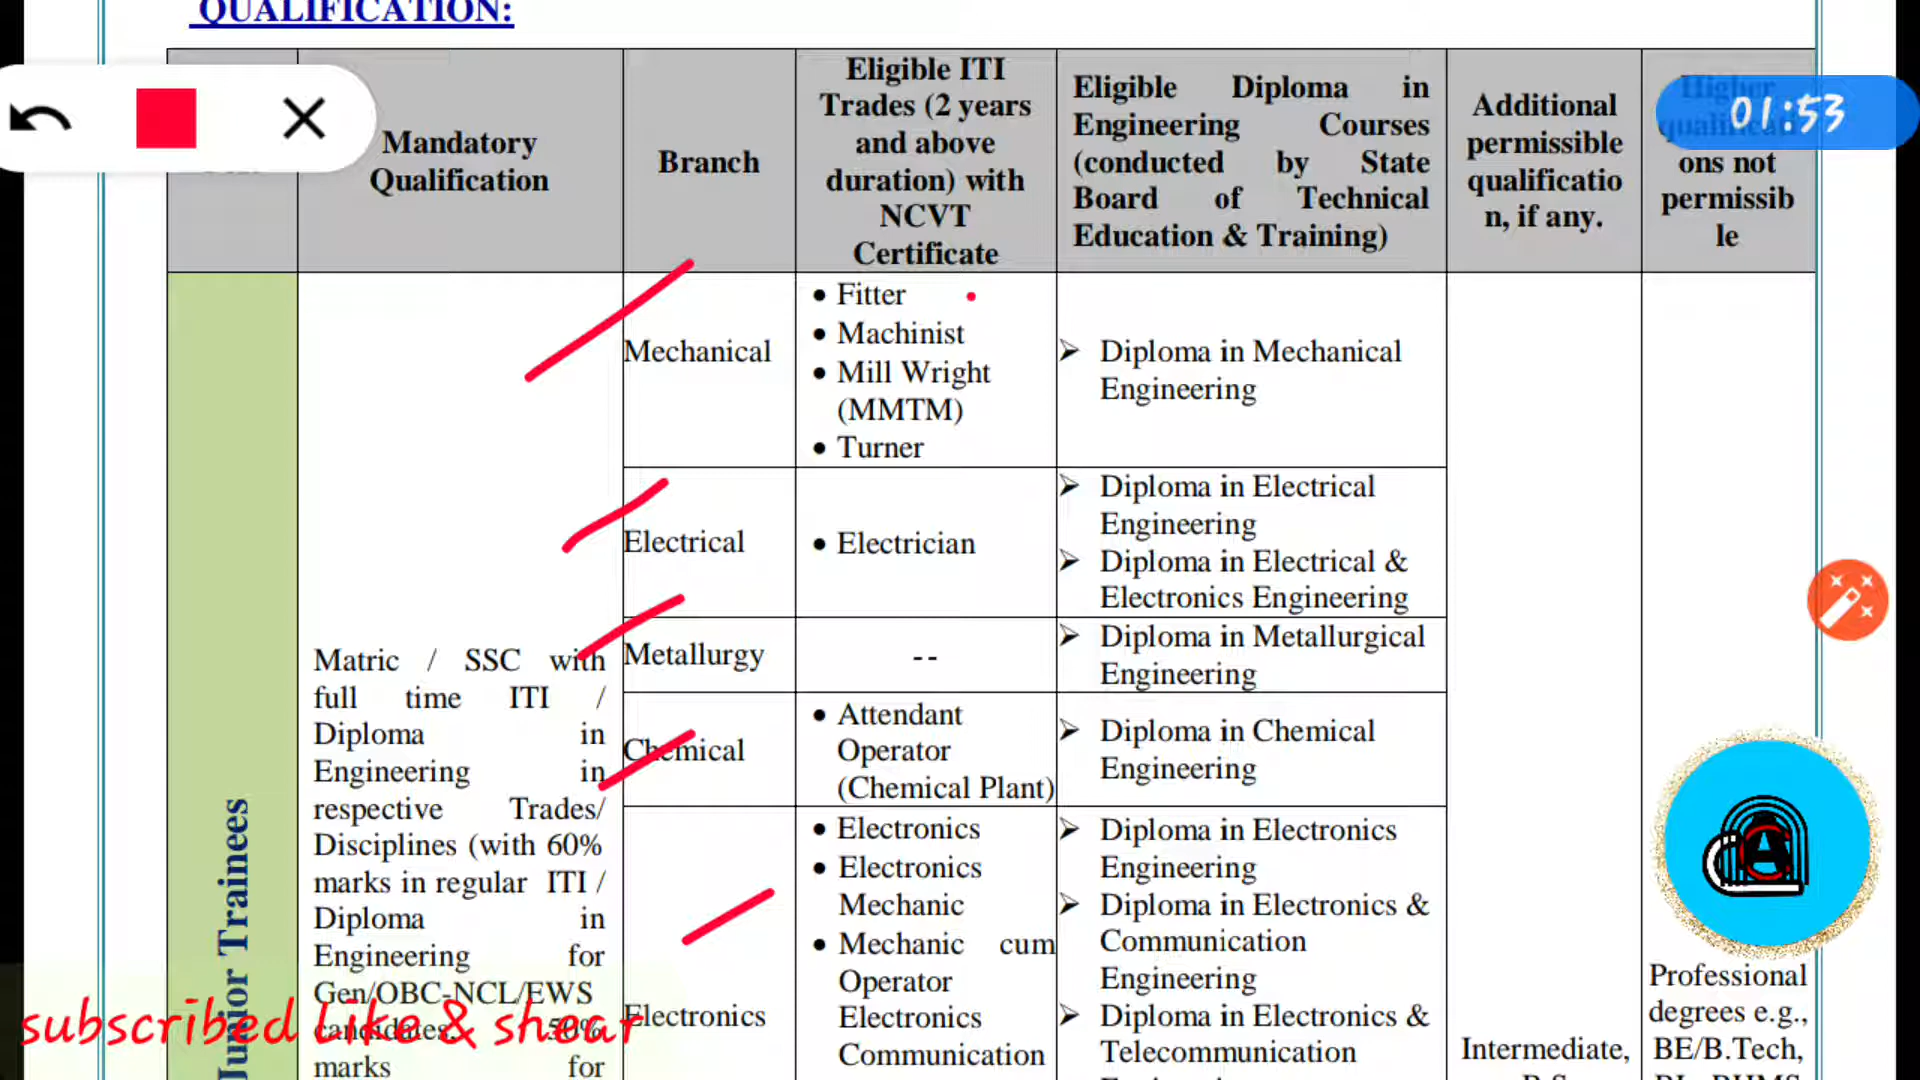 QUALIFICATION:
Mandatory
Qualification
Branch
Eligible ITI
Trades (2 years
and above
duration) with
NCVT
Certificate
Eligible Diploma in
Engineering Courses
(conducted by State
Board of Technical
Education & Training)
Additional
permissible
qualificatio
n, if any.
Higher
qualificati
ons not
permissib
le
01:53
Junior Trainees
Matric / SSC with
full time ITI /
Diploma in
Engineering in
respective Trades/
Disciplines (with 60%
marks in regular ITI /
Diploma in
Engineering for
Gen/OBC-NCL/EWS
candidates, 50%
marks for
Mechanical
• Fitter
• Machinist
• Mill Wright
(MMTM)
• Turner
➢ Diploma in Mechanical
Engineering
Electrical
• Electrician
➢ Diploma in Electrical
Engineering
➢ Diploma in Electrical &
Electronics Engineering
Metallurgy
--
➢ Diploma in Metallurgical
Engineering
Chemical
• Attendant
Operator
(Chemical Plant)
➢ Diploma in Chemical
Engineering
Electronics
• Electronics
• Electronics
Mechanic
• Mechanic cum
Operator
Electronics
Communication
➢ Diploma in Electronics
Engineering
➢ Diploma in Electronics &
Communication
Engineering
➢ Diploma in Electronics &
Telecommunication
Intermediate,
Professional
degrees e.g.,
BE/B.Tech,
A
subscribed Like & shear